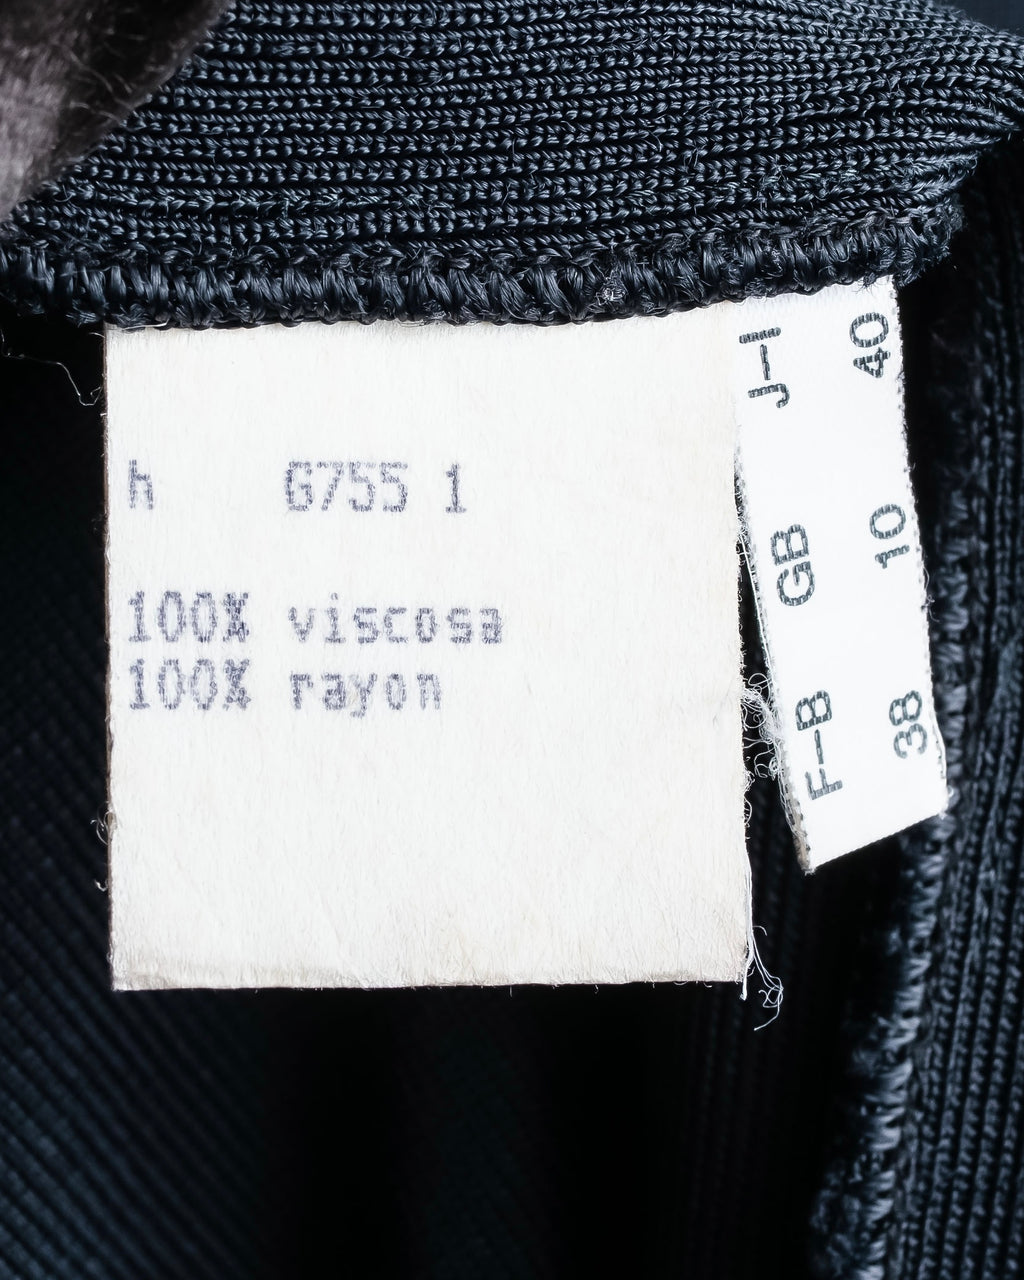 h G755 1
100% viscosa
100% rayon
J-I 40
GB 10
F-B 38